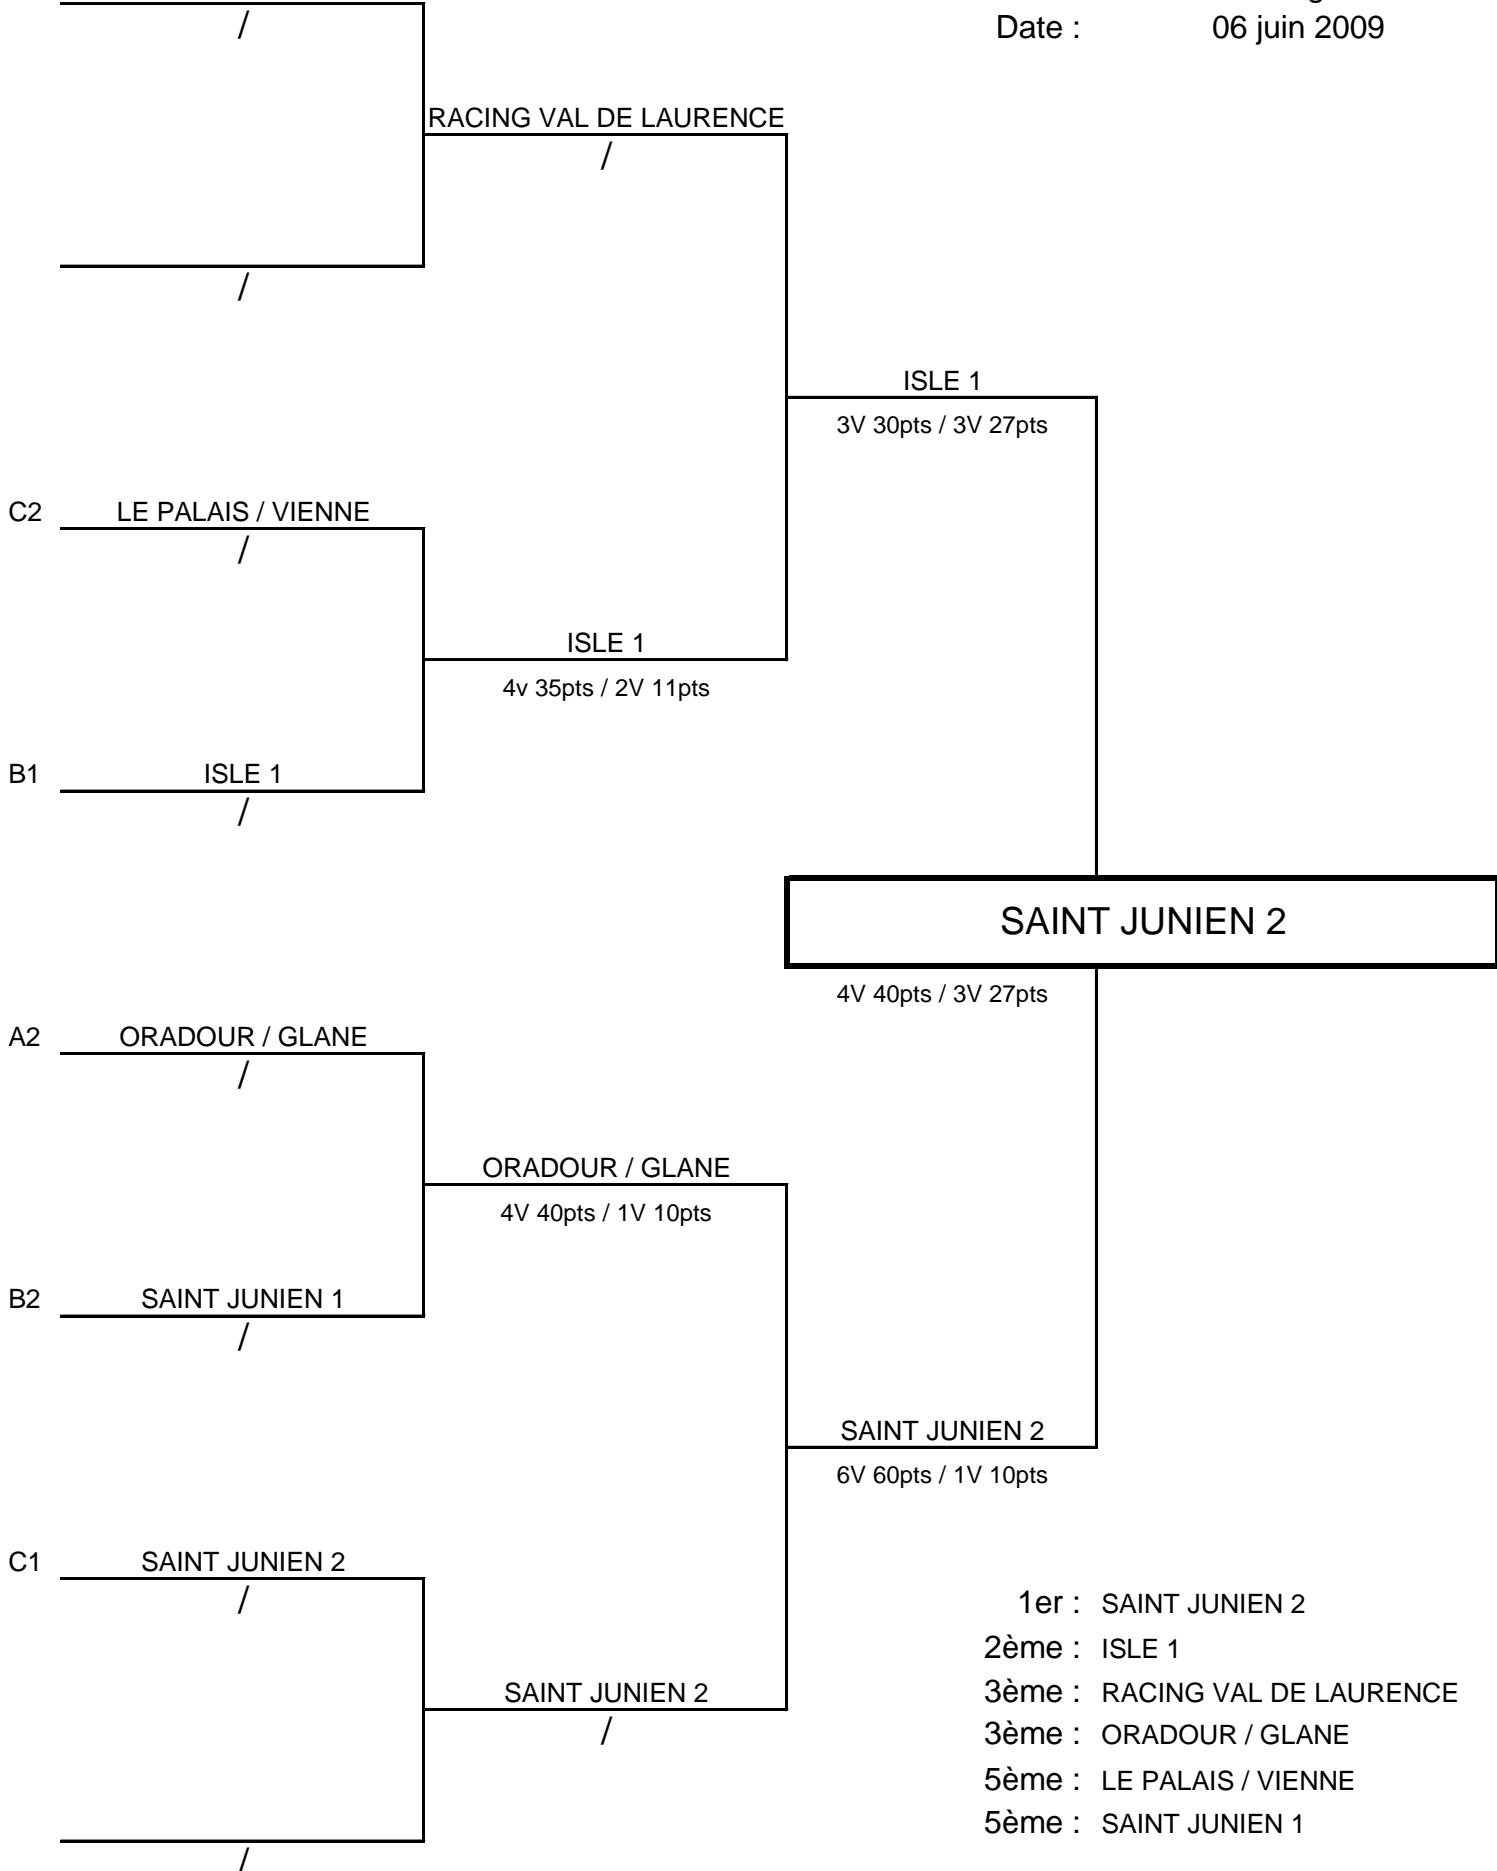 /
Date : 06 juin 2009
RACING VAL DE LAURENCE
/
/
ISLE 1
3V 30pts / 3V 27pts
C2 LE PALAIS / VIENNE
/
ISLE 1
4v 35pts / 2V 11pts
B1 ISLE 1
/
SAINT JUNIEN 2
4V 40pts / 3V 27pts
A2 ORADOUR / GLANE
/
ORADOUR / GLANE
4V 40pts / 1V 10pts
B2 SAINT JUNIEN 1
/
SAINT JUNIEN 2
6V 60pts / 1V 10pts
C1 SAINT JUNIEN 2
/
SAINT JUNIEN 2
/
/
1er : SAINT JUNIEN 2
2ème : ISLE 1
3ème : RACING VAL DE LAURENCE
3ème : ORADOUR / GLANE
5ème : LE PALAIS / VIENNE
5ème : SAINT JUNIEN 1